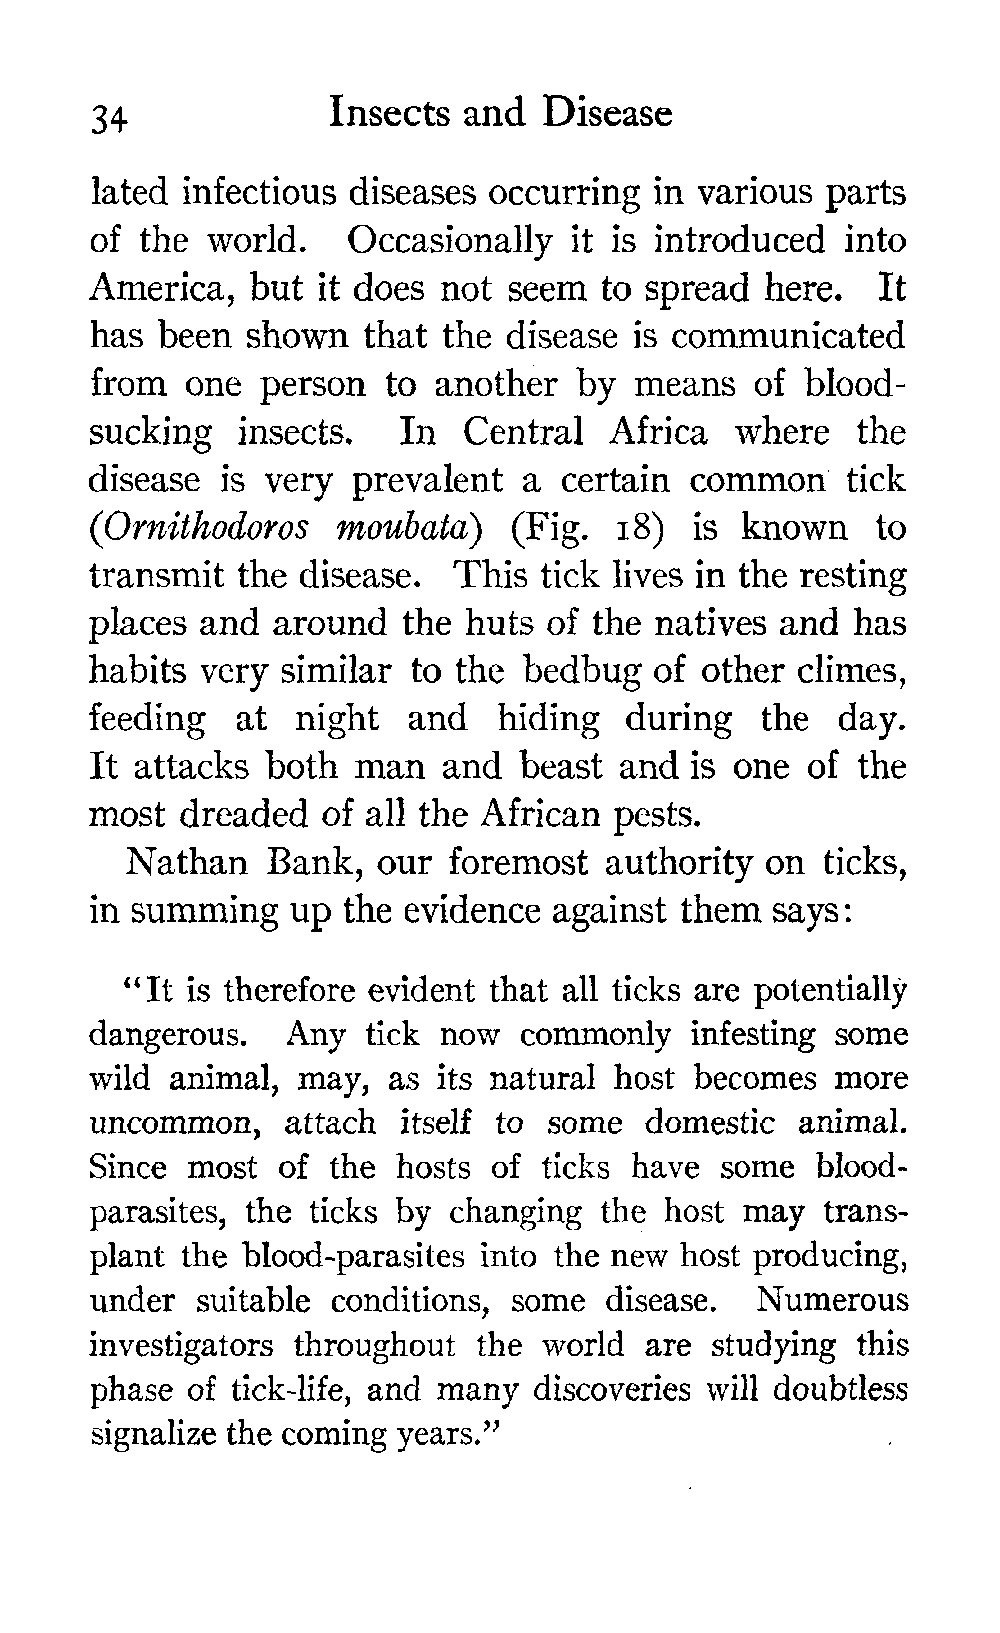 34 Insects and Disease
lated infectious diseases occurring in various parts
of the world. Occasionally it is introduced into
America, but it does not seem to spread here. It
has been shown that the disease is communicated
from one person to another by means of blood-
sucking insects. In Central Africa where the
disease is very prevalent a certain common tick
(Ornithodoros moubata) (Fig. 18) is known to
transmit the disease. This tick lives in the resting
places and around the huts of the natives and has
habits very similar to the bedbug of other climes,
feeding at night and hiding during the day.
It attacks both man and beast and is one of the
most dreaded of all the African pests.
Nathan Bank, our foremost authority on ticks,
in summing up the evidence against them says:
"It is therefore evident that all ticks are potentially
dangerous. Any tick now commonly infesting some
wild animal, may, as its natural host becomes more
uncommon, attach itself to some domestic animal.
Since most of the hosts of ticks have some blood-
parasites, the ticks by changing the host may trans-
plant the blood-parasites into the new host producing,
under suitable conditions, some disease. Numerous
investigators throughout the world are studying this
phase of tick-life, and many discoveries will doubtless
signalize the coming years."